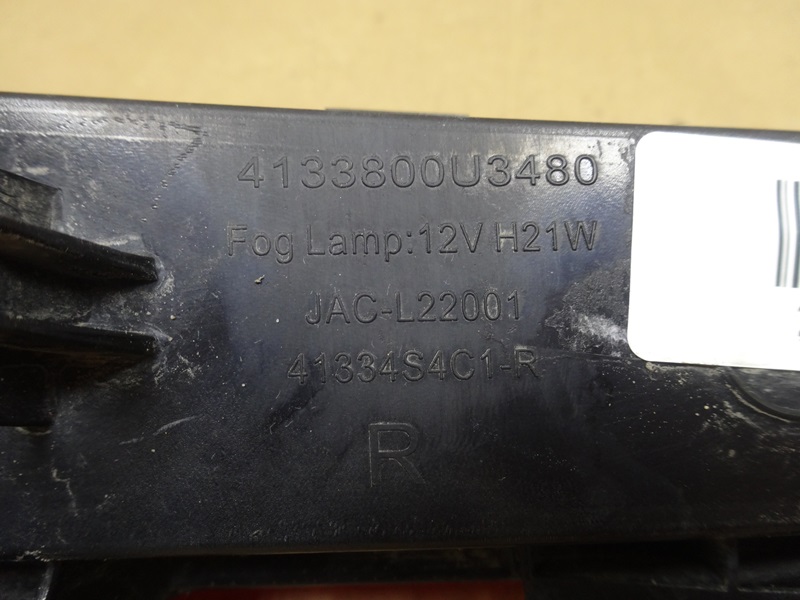 4133800U3480
Fog Lamp:12V H21W
JAC-L22001
41334S4C1-R
R